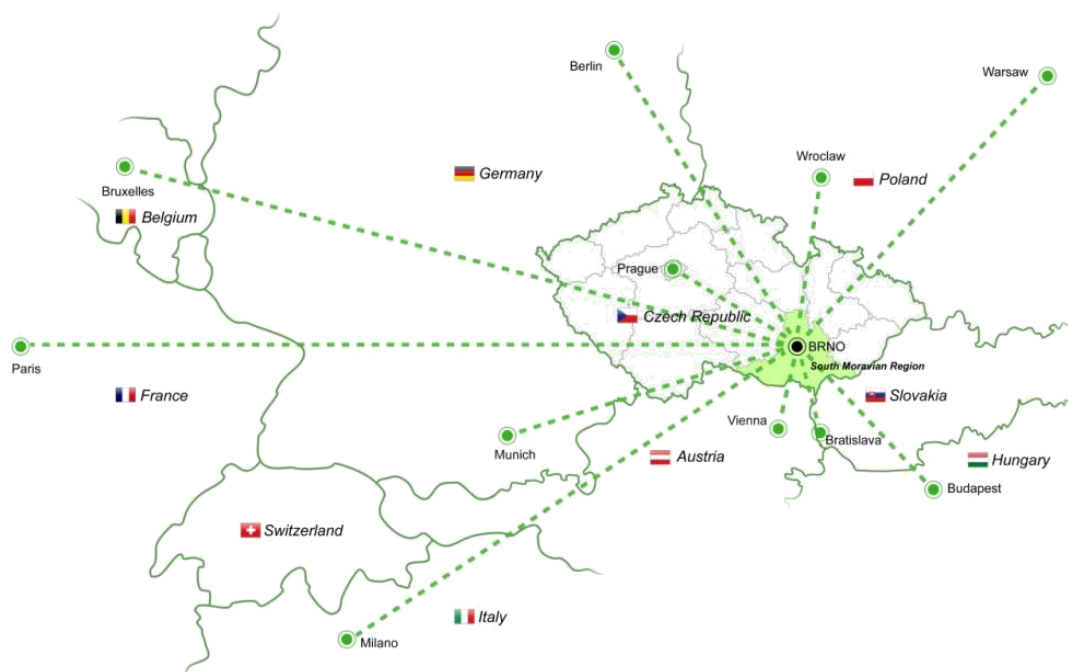 Berlin
Warsaw
Wroclaw
Germany
Poland
Bruxelles
Belgium
Prague
Czech Republic
BRNO
Paris
South Moravian Region
France
Slovakia
Vienna
Bratislava
Munich
Austria
Hungary
Budapest
Switzerland
Italy
Milano